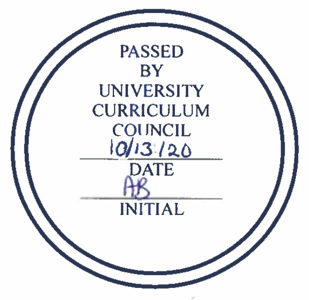 PASSED
BY
UNIVERSITY
CURRICULUM
COUNCIL
10/13/20
DATE
AB
INITIAL